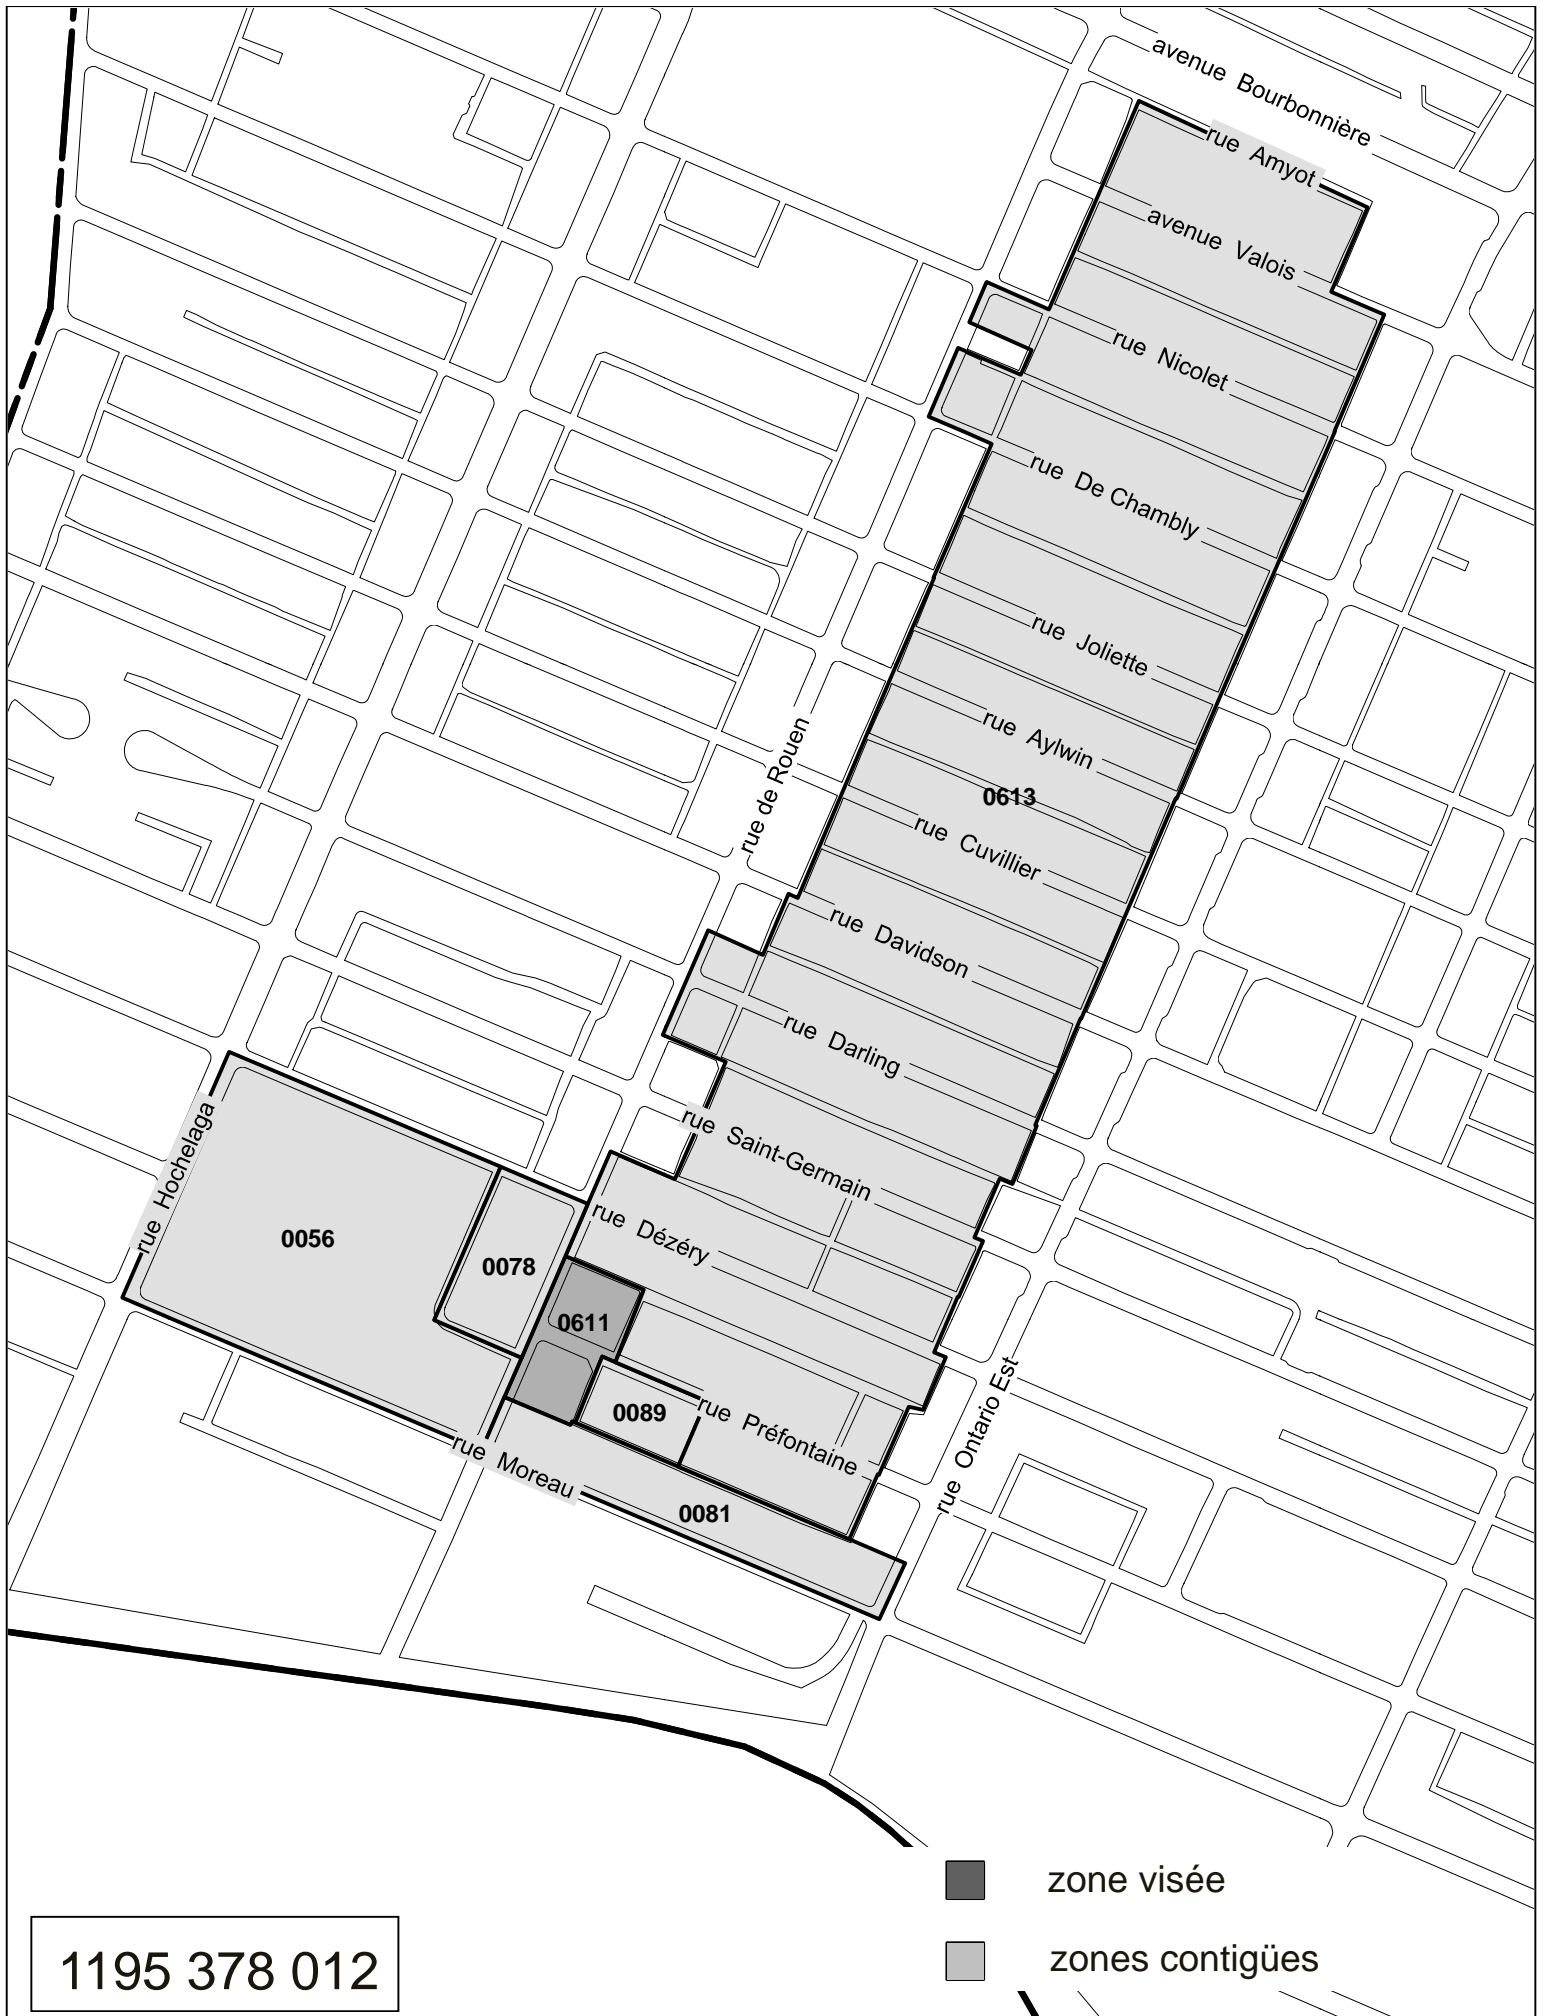 avenue Bourbonnière
rue Amyot
avenue Valois
rue Nicolet
rue De Chambly
rue Joliette
rue Aylwin
rue de Rouen
0613
rue Cuvillier
rue Davidson
rue Darling
rue Saint-Germain
rue Hochelaga
rue Dézéry
0056
0078
0611
rue Ontario Est
0089
rue Préfontaine
rue Moreau
0081
zone visée
zones contigües
1195 378 012